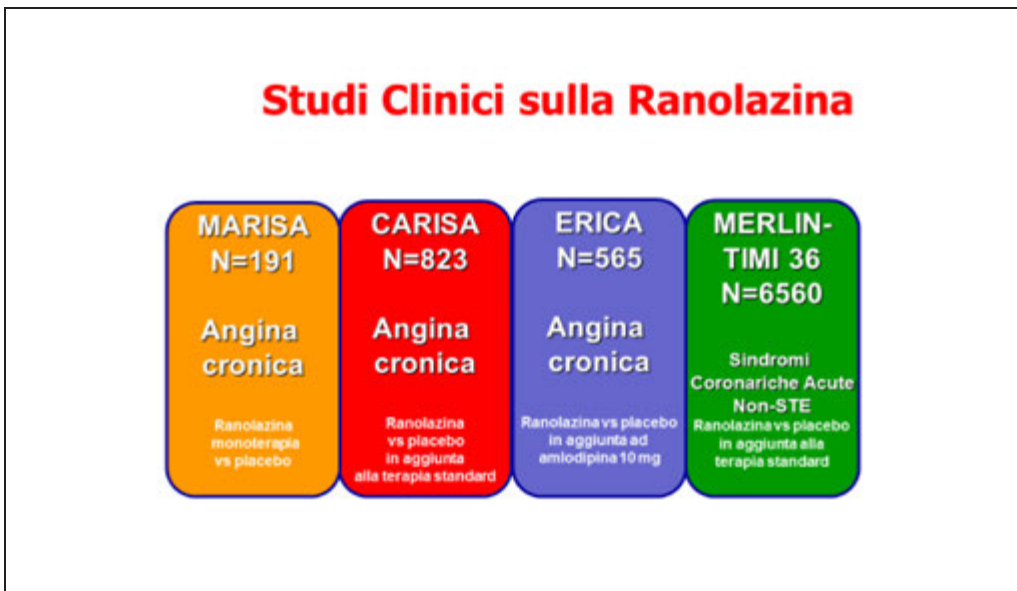 Studi Clinici sulla Ranolazina
MARISA
N=191
Angina
cronica
Ranolazina
monoterapia
vs placebo
CARISA
N=823
Angina
cronica
Ranolazina
vs placebo
in aggiunta
alla terapia standard
ERICA
N=565
Angina
cronica
Ranolazina vs placebo
in aggiunta ad
amlodipina 10 mg
MERLIN-
TIMI 36
N=6560
Sindromi
Coronariche Acute
Non-STE
Ranolazina vs placebo
in aggiunta alla
terapia standard